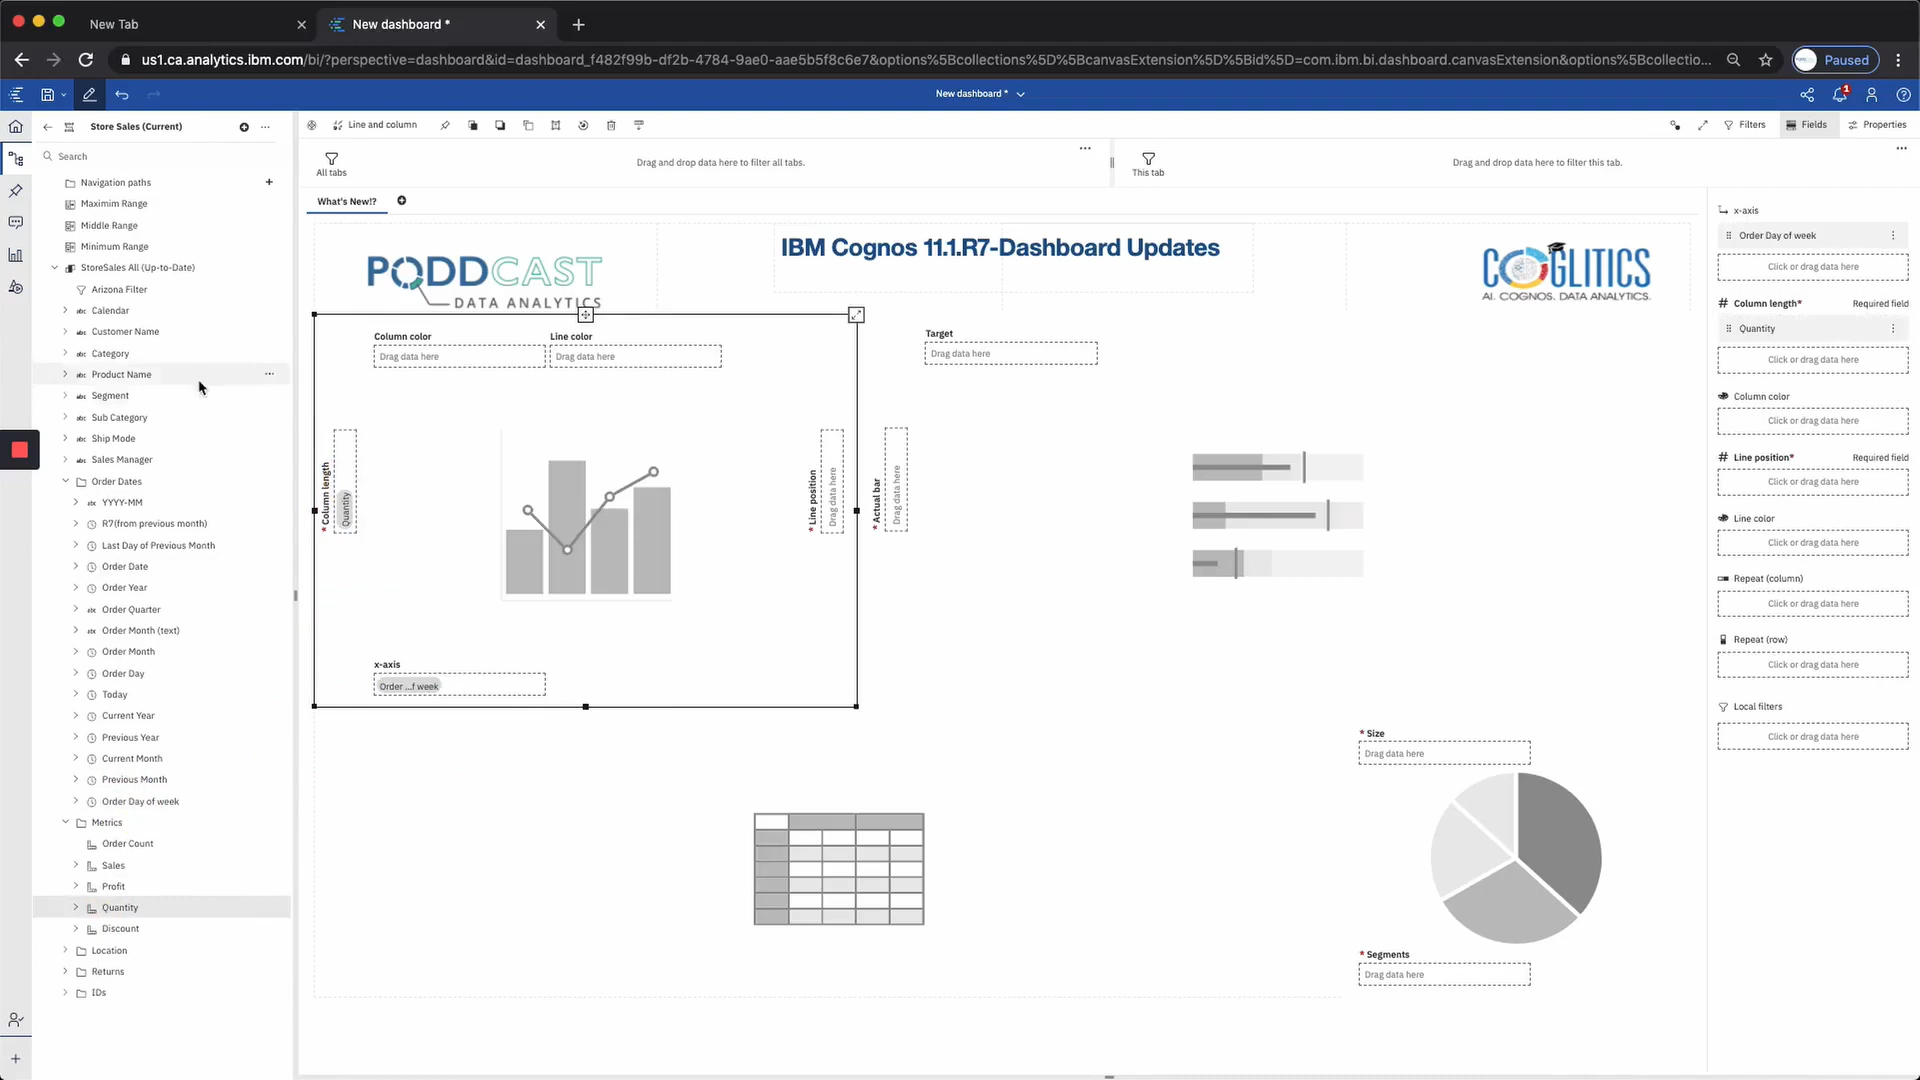 New Tab
New dashboard *
us1.ca.analytics.ibm.com/bi/?perspective=dashboard&id=dashboard_f482f99b-df2b-4784-9ae0-aae5b5f8c6e7&options%5Bcollections%5D%5BcanvasExtension%5D%5Bid%5D=com.ibm.bi.dashboard.canvasExtension&options%5Bcollectio...
Paused
New dashboard *
1
Store Sales (Current)
Line and column
Filters
Fields
Properties
Search
All tabs
Drag and drop data here to filter all tabs.
This tab
Drag and drop data here to filter this tab.
What's New!?
Navigation paths
Maximim Range
Middle Range
Minimum Range
StoreSales All (Up-to-Date)
Arizona Filter
abc Calendar
abc Customer Name
abc Category
abc Product Name
abc Segment
abc Sub Category
abc Ship Mode
abc Sales Manager
Order Dates
abc YYYY-MM
R7(from previous month)
Last Day of Previous Month
Order Date
Order Year
abc Order Quarter
abc Order Month (text)
Order Month
Order Day
Today
Current Year
Previous Year
Current Month
Previous Month
Order Day of week
Metrics
Order Count
Sales
Profit
Quantity
Discount
Location
Returns
IDs
PODDCAST
DATA ANALYTICS
IBM Cognos 11.1.R7-Dashboard Updates
COGLITICS
AI. COGNOS. DATA ANALYTICS.
Column color
Drag data here
Line color
Drag data here
* Column length
Quantity
* Line position
Drag data here
x-axis
Order ...f week
Target
Drag data here
* Actual bar
Drag data here
* Size
Drag data here
* Segments
Drag data here
x-axis
Order Day of week
Click or drag data here
# Column length* Required field
Quantity
Click or drag data here
Column color
Click or drag data here
# Line position* Required field
Click or drag data here
Line color
Click or drag data here
Repeat (column)
Click or drag data here
Repeat (row)
Click or drag data here
Local filters
Click or drag data here